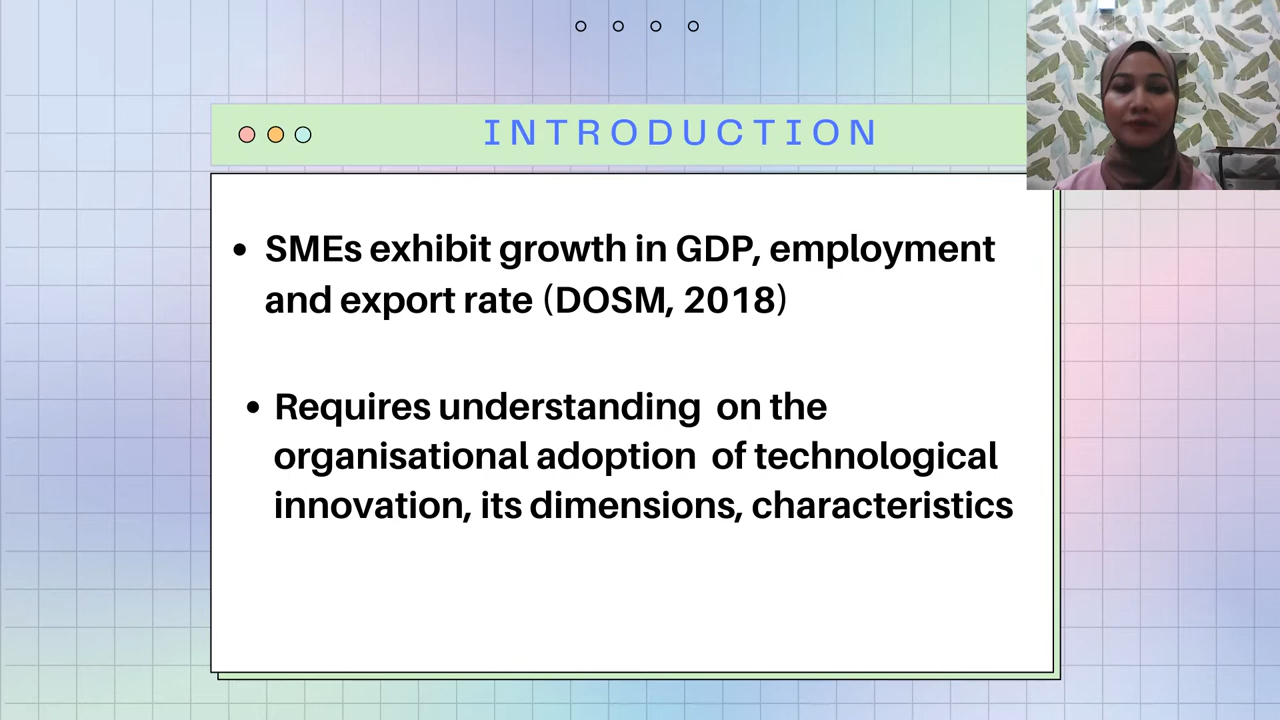 INTRODUCTION
• SMEs exhibit growth in GDP, employment
and export rate (DOSM, 2018)
• Requires understanding on the
organisational adoption of technological
innovation, its dimensions, characteristics